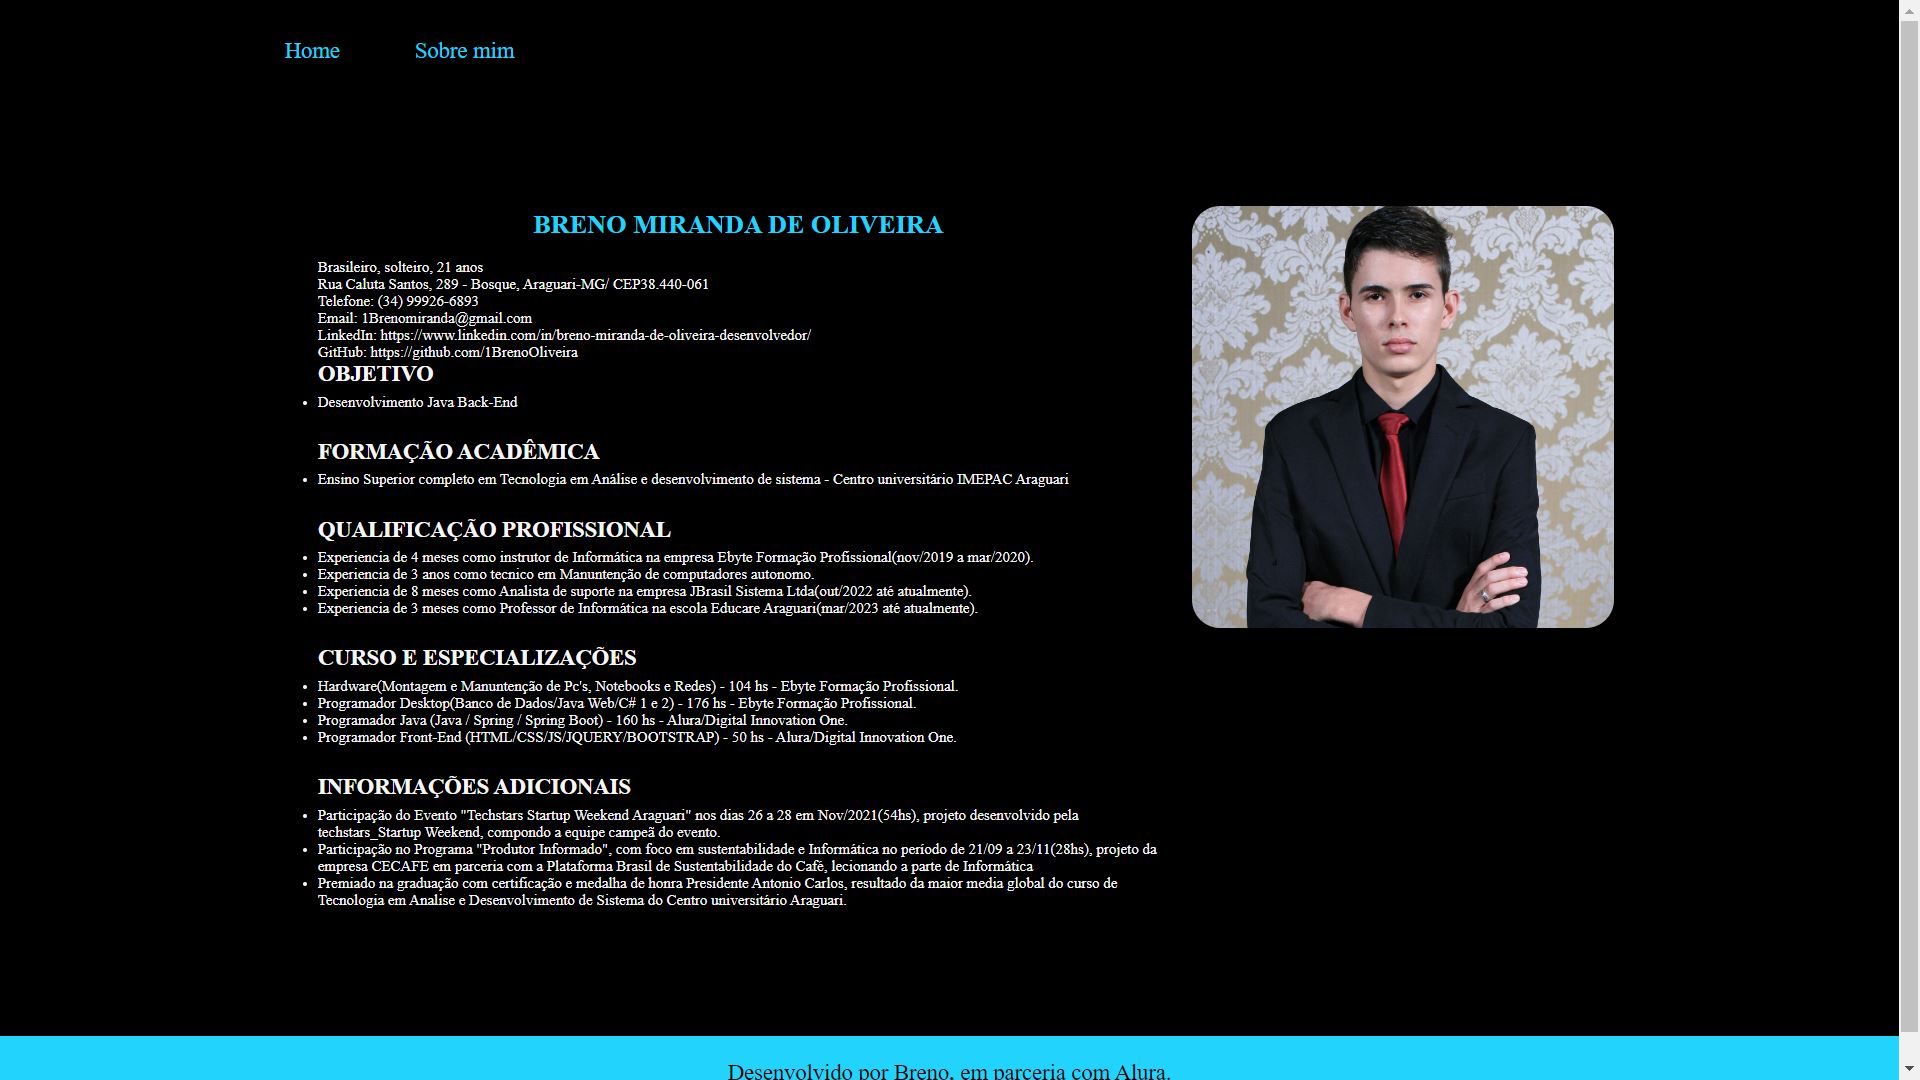 Home
Sobre mim
BRENO MIRANDA DE OLIVEIRA
Brasileiro, solteiro, 21 anos
Rua Caluta Santos, 289 - Bosque, Araguari-MG/ CEP38.440-061
Telefone: (34) 99926-6893
Email: 1Brenomiranda@gmail.com
LinkedIn: https://www.linkedin.com/in/breno-miranda-de-oliveira-desenvolvedor/
GitHub: https://github.com/1BrenoOliveira
OBJETIVO
• Desenvolvimento Java Back-End
FORMAÇÃO ACADÊMICA
• Ensino Superior completo em Tecnologia em Análise e desenvolvimento de sistema - Centro universitário IMEPAC Araguari
QUALIFICAÇÃO PROFISSIONAL
• Experiencia de 4 meses como instrutor de Informática na empresa Ebyte Formação Profissional(nov/2019 a mar/2020).
• Experiencia de 3 anos como tecnico em Manuntenção de computadores autonomo.
• Experiencia de 8 meses como Analista de suporte na empresa JBrasil Sistema Ltda(out/2022 até atualmente).
• Experiencia de 3 meses como Professor de Informática na escola Educare Araguari(mar/2023 até atualmente).
CURSO E ESPECIALIZAÇÕES
• Hardware(Montagem e Manuntenção de Pc's, Notebooks e Redes) - 104 hs - Ebyte Formação Profissional.
• Programador Desktop(Banco de Dados/Java Web/C# 1 e 2) - 176 hs - Ebyte Formação Profissional.
• Programador Java (Java / Spring / Spring Boot) - 160 hs - Alura/Digital Innovation One.
• Programador Front-End (HTML/CSS/JS/JQUERY/BOOTSTRAP) - 50 hs - Alura/Digital Innovation One.
INFORMAÇÕES ADICIONAIS
• Participação do Evento "Techstars Startup Weekend Araguari" nos dias 26 a 28 em Nov/2021(54hs), projeto desenvolvido pela
techstars_Startup Weekend, compondo a equipe campeã do evento.
• Participação no Programa "Produtor Informado", com foco em sustentabilidade e Informática no período de 21/09 a 23/11(28hs), projeto da
empresa CECAFE em parceria com a Plataforma Brasil de Sustentabilidade do Café, lecionando a parte de Informática
• Premiado na graduação com certificação e medalha de honra Presidente Antonio Carlos, resultado da maior media global do curso de
Tecnologia em Analise e Desenvolvimento de Sistema do Centro universitário Araguari.
Desenvolvido por Breno, em parceria com Alura.